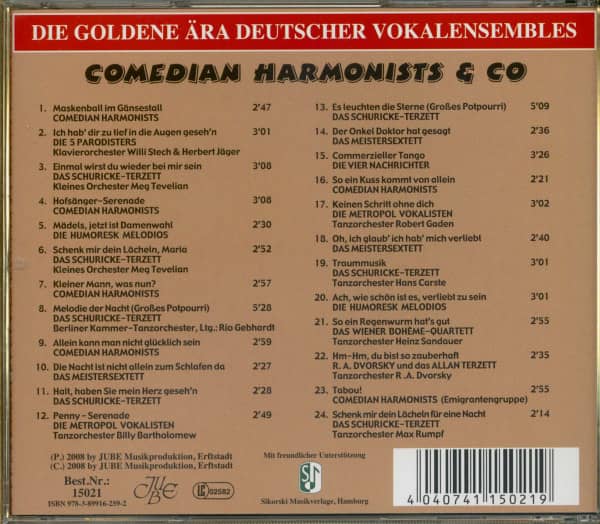 DIE GOLDENE ÄRA DEUTSCHER VOKALENSEMBLES
COMEDIAN HARMONISTS & CO
1. Maskenball im Gänsestall 2'47
COMEDIAN HARMONISTS
2. Ich hab' dir zu tief in die Augen geseh'n 3'01
DIE 5 PARODISTERS
Klavierorchester Willi Stech & Herbert Jäger
3. Einmal wirst du wieder bei mir sein 3'08
DAS SCHURICKE-TERZETT
Kleines Orchester Meg Tevelian
4. Hofsänger-Serenade 3'08
COMEDIAN HARMONISTS
5. Mädels, jetzt ist Damenwahl 2'30
DIE HUMORESK MELODIOS
6. Schenk mir dein Lächeln, Maria 2'52
DAS SCHURICKE-TERZETT
Kleines Orchester Meg Tevelian
7. Kleiner Mann, was nun? 2'57
COMEDIAN HARMONISTS
8. Melodie der Nacht (Großes Potpourri) 5'28
DAS SCHURICKE-TERZETT
Berliner Kammer-Tanzorchester, Ltg.: Rio Gebhardt
9. Allein kann man nicht glücklich sein 2'59
COMEDIAN HARMONISTS
10. Die Nacht ist nicht allein zum Schlafen da 2'27
DAS MEISTERSEXTETT
11. Halt, haben Sie mein Herz geseh'n 2'28
DAS SCHURICKE-TERZETT
12. Penny - Serenade 2'49
DIE METROPOL VOKALISTEN
Tanzorchester Billy Bartholomew
13. Es leuchten die Sterne (Großes Potpourri) 5'09
DAS SCHURICKE-TERZETT
14. Der Onkel Doktor hat gesagt 2'36
DAS MEISTERSEXTETT
15. Commerzieller Tango 3'26
DIE VIER NACHRICHTER
16. So ein Kuss kommt von allein 2'21
COMEDIAN HARMONISTS
17. Keinen Schritt ohne dich 3'02
DIE METROPOL VOKALISTEN
Tanzorchester Robert Gaden
18. Oh, ich glaub' ich hab' mich verliebt 2'40
DAS MEISTERSEXTETT
19. Traummusik 3'01
DAS SCHURICKE-TERZETT
Tanzorchester Hans Carste
20. Ach, wie schön ist es, verliebt zu sein 3'01
DIE HUMORESK MELODIOS
21. So ein Regenwurm hat's gut 2'55
DAS WIENER BOHÈME-QUARTETT
Tanzorchester Heinz Sandauer
22. Hm-Hm, du bist so zauberhaft 2'35
R. A. DVORSKY und das ALLAN TERZETT
Tanzorchester R .A. Dvorsky
23. Tabou! 2'55
COMEDIAN HARMONISTS (Emigrantengruppe)
24. Schenk mir dein Lächeln für eine Nacht 2'14
DAS SCHURICKE-TERZETT
Tanzorchester Max Rumpf
(P.) 2008 by JUBE Musikproduktion, Erftstadt
(C.) 2008 by JUBE Musikproduktion, Erftstadt
Best.Nr.:
15021
ISBN 978-3-89916-259-2
JUBE
LC 02582
Mit freundlicher Unterstützung
Sikorski Musikverlage, Hamburg
4 040741 150219